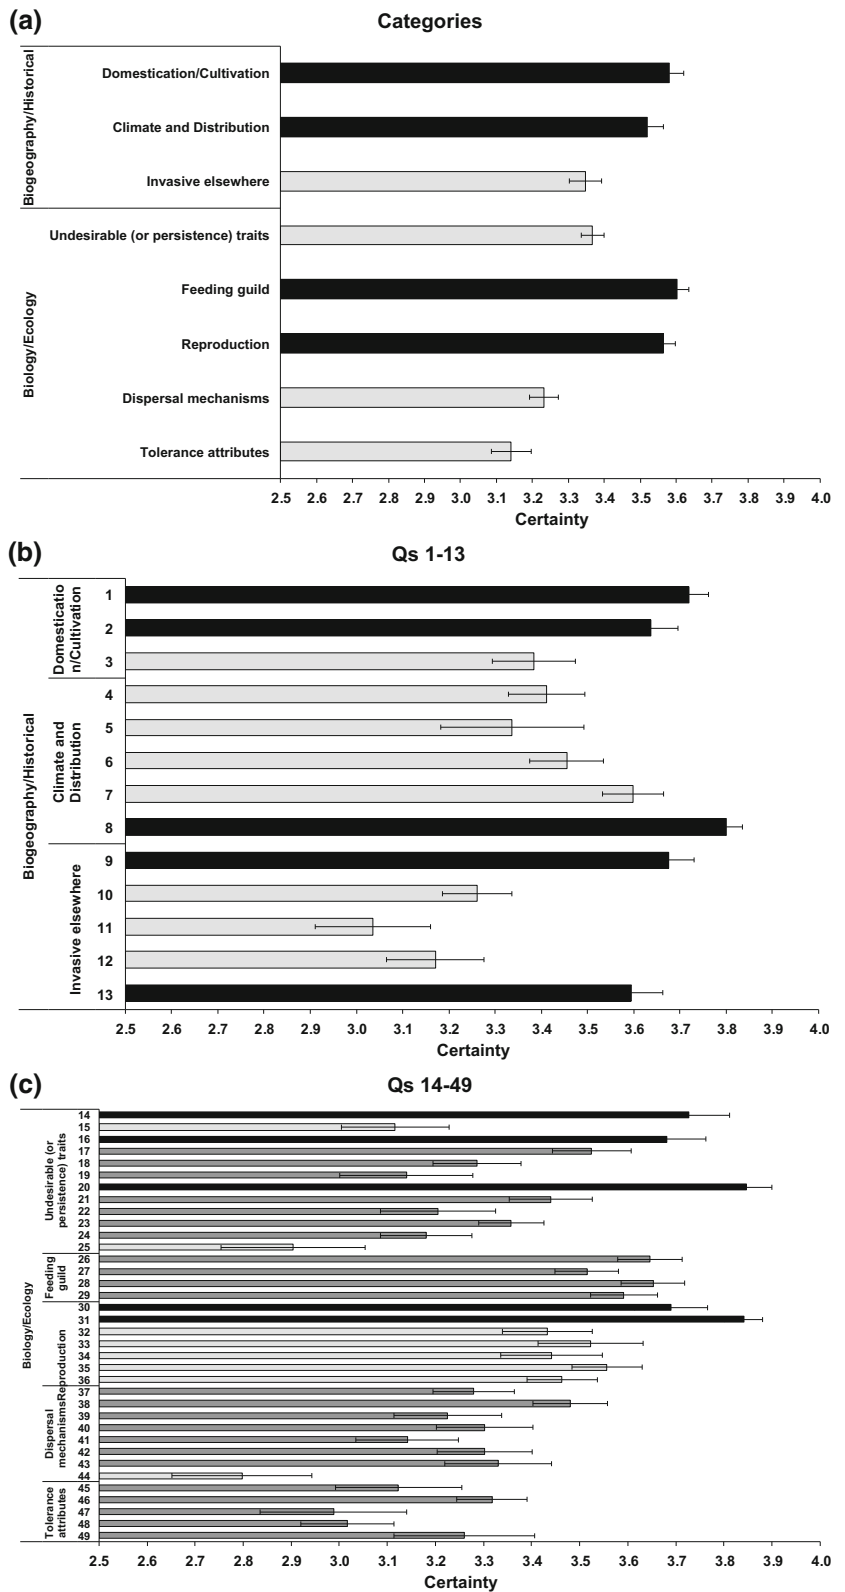 (a)
Categories
Biogeography/Historical
Domestication/Cultivation
Climate and Distribution
Invasive elsewhere
Biology/Ecology
Undesirable (or persistence) traits
Feeding guild
Reproduction
Dispersal mechanisms
Tolerance attributes
2.5 2.6 2.7 2.8 2.9 3.0 3.1 3.2 3.3 3.4 3.5 3.6 3.7 3.8 3.9 4.0
Certainty
(b)
Qs 1-13
Biogeography/Historical
Domesticatio
n/Cultivation
1
2
3
Climate and
Distribution
4
5
6
7
8
Invasive elsewhere
9
10
11
12
13
2.5 2.6 2.7 2.8 2.9 3.0 3.1 3.2 3.3 3.4 3.5 3.6 3.7 3.8 3.9 4.0
Certainty
(c)
Qs 14-49
Biology/Ecology
Undesirable (or
persistence) traits
14
15
16
17
18
19
20
21
22
23
24
25
Feeding
guild
26
27
28
29
Reproduction
30
31
32
33
34
35
36
Dispersal
mechanisms
37
38
39
40
41
42
43
44
Tolerance
attributes
45
46
47
48
49
2.5 2.6 2.7 2.8 2.9 3.0 3.1 3.2 3.3 3.4 3.5 3.6 3.7 3.8 3.9 4.0
Certainty